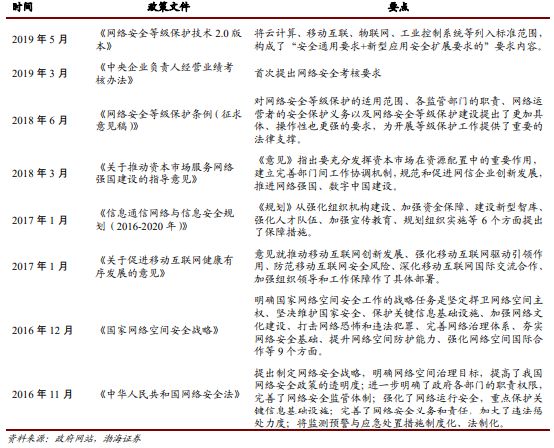 时间 政策文件 要点
2019 年 5 月 《网络安全等级保护技术 2.0 版 将云计算、移动互联、物联网、工业控制系统等列入标准范围，
本》 构成了“安全通用要求+新型应用安全扩展要求的”要求内容。
2019 年 3 月 《中央企业负责人经营业绩考 首次提出网络安全考核要求
核办法》
对网络安全等级保护的适用范围、各监管部门的职责、网络运
2018 年 6 月 《网络安全等级保护条例（征求 营者的安全保护义务以及网络安全等级保护建设提出了更加具
意见稿)》 体、操作性也更强的要求，为开展等级保护工作提供了重要的
法律支撑。
2018 年 3 月 《关于推动资本市场服务网络 《意见》指出要充分发挥资本市场在资源配置中的重要作用，
强国建设的指导意见》 建立完善部门间工作协调机制，规范和促进网信企业创新发展，
推进网络强国、数字中国建设。
2017 年 1 月 《信息通信网络与信息安全规 《规划》从强化组织机构建设、加强资金保障、建设新型智库、
划（2016-2020 年）》 强化人才队伍、加强宣传教育、规划组织实施等 6 个方面提出
了保障措施。
2017 年 1 月 《关于促进移动互联网健康有 意见就推动移动互联网创新发展、强化移动互联网驱动引领作
序发展的意见》 用、防范移动互联网安全风险、深化移动互联网国际交流合作、
加强组织领导和工作保障作了具体部署。
明确国家网络空间安全工作的战略任务是坚定捍卫网络空间主
权、坚决维护国家安全、保护关键信息基础设施、加强网络文
2016 年 12 月 《国家网络空间安全战略》 化建设、打击网络恐怖和违法犯罪、完善网络治理体系、夯实
网络安全基础、提升网络空间防护能力、强化网络空间国际合
作等 9 个方面。
提出制定网络安全战略，明确网络空间治理目标，提高了我国
网络安全政策的透明度；进一步明确了政府各部门的职责权限，
2016 年 11 月 《中华人民共和国网络安全法》 完善了网络安全监管体制；强化了网络运行安全，重点保护关
键信息基础设施；完善了网络安全义务和责任，加大了违法惩
处力度；将监测预警与应急处置措施制度化、法制化。
资料来源：政府网站，渤海证券